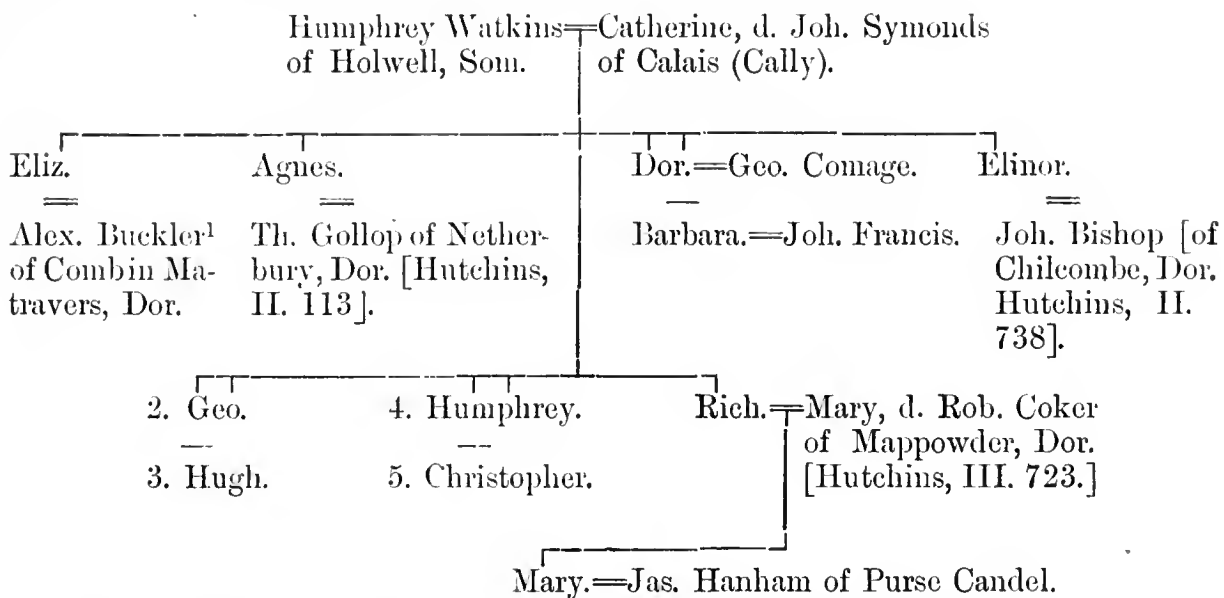 Humphrey Watkins═Catherine, d. Joh. Symonds
of Holwell, Som. of Calais (Cally).
Eliz. Agnes. Dor.═Geo. Comage. Elinor.
Alex. Buckler¹ Th. Gollop of Nether- Barbara.═Joh. Francis. Joh. Bishop [of
of Combin Ma- bury, Dor. [Hutchins, Chilcombe, Dor.
travers, Dor. II. 113]. Hutchins, II.
738].
2. Geo. 4. Humphrey. Rich.═Mary, d. Rob. Coker
of Mappowder, Dor.
3. Hugh. 5. Christopher. [Hutchins, III. 723.]
Mary.═Jas. Hanham of Purse Candel.